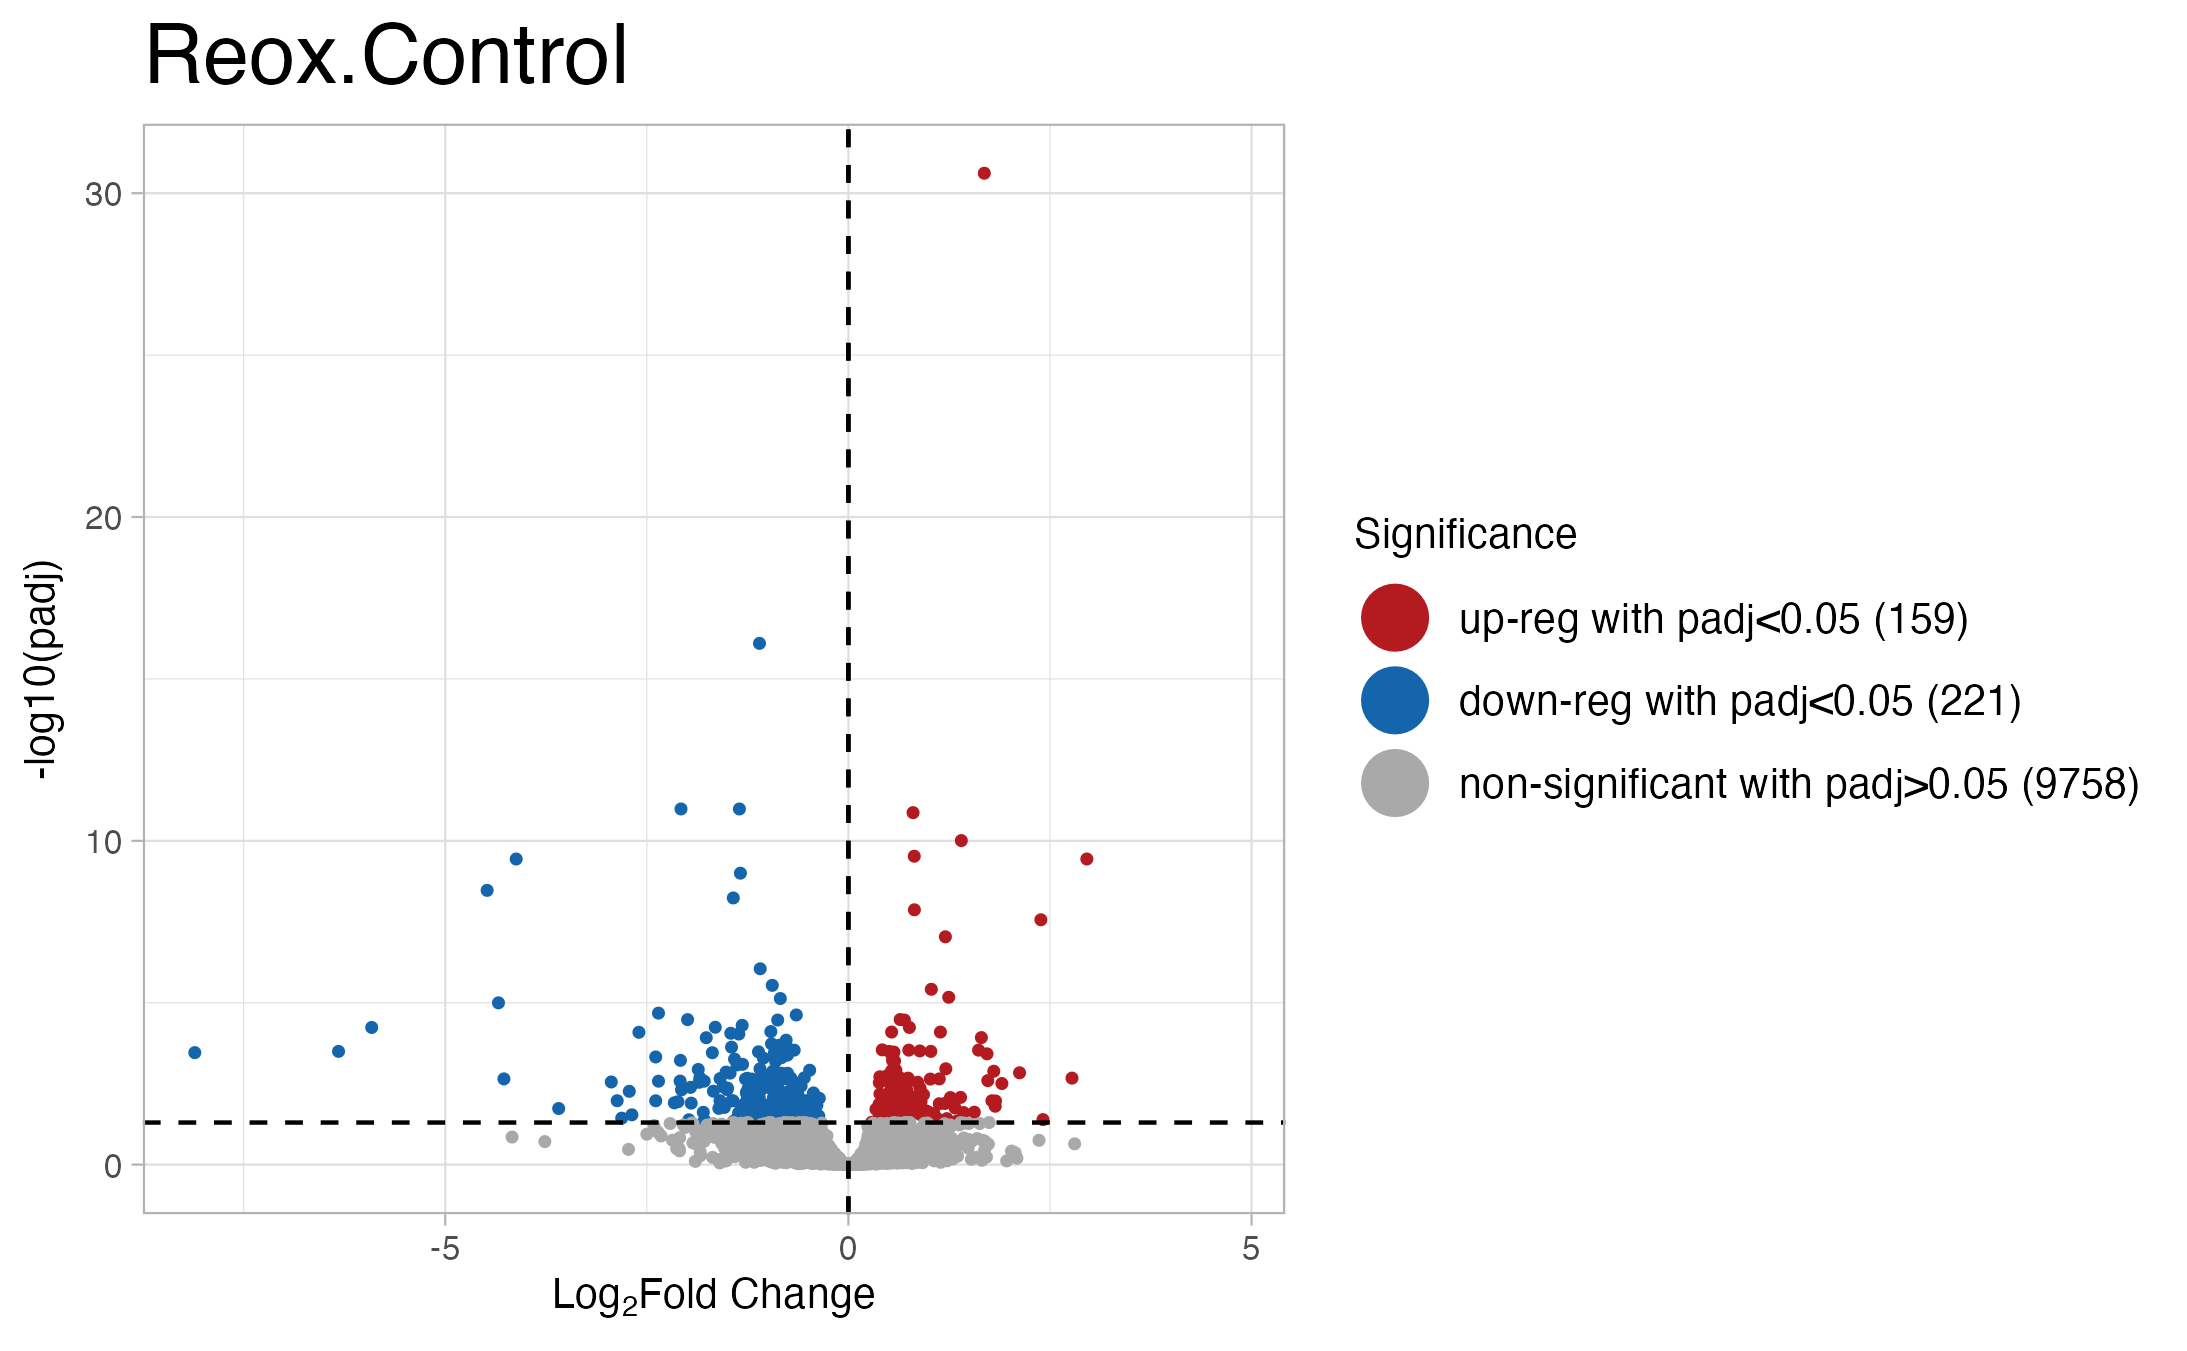 Reox.Control
30
20
10
0
-log10(padj)
-5
0
5
Log₂Fold Change
Significance
up-reg with padj<0.05 (159)
down-reg with padj<0.05 (221)
non-significant with padj>0.05 (9758)